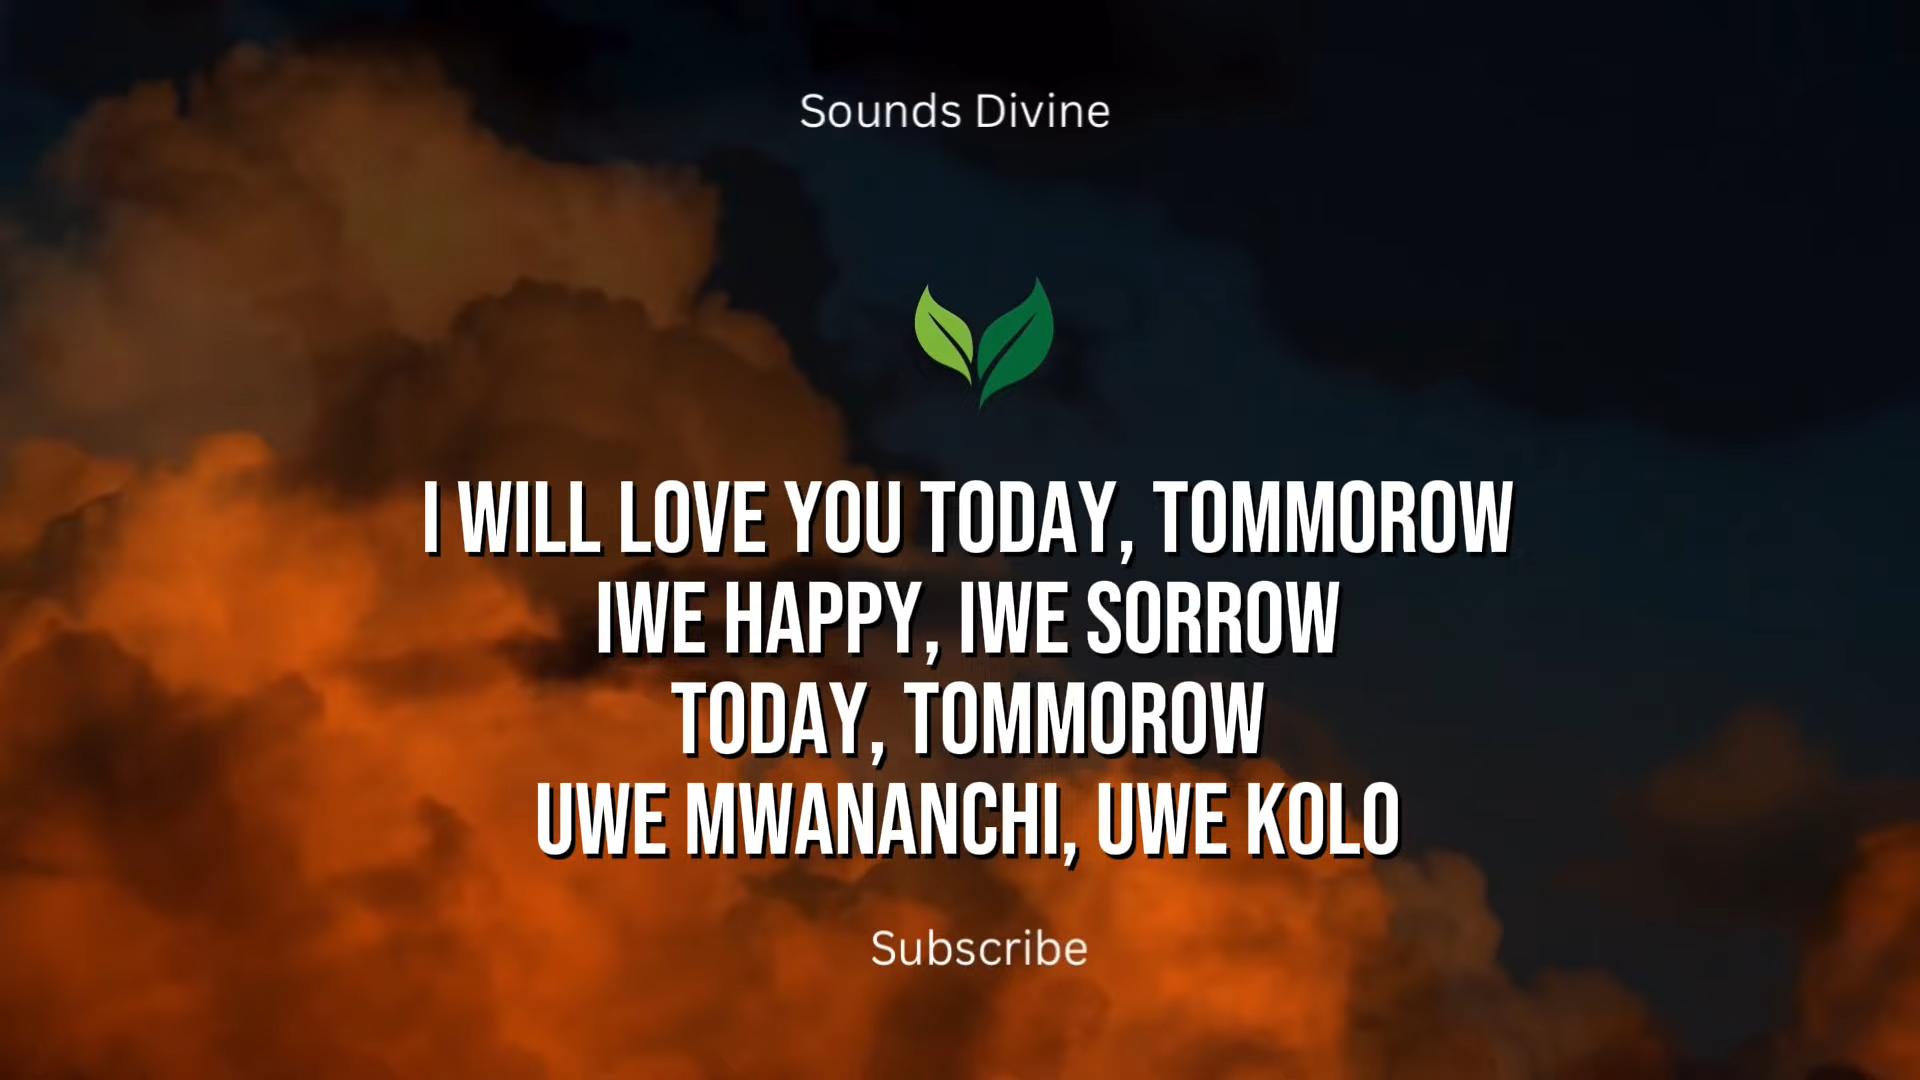 Sounds Divine
I WILL LOVE YOU TODAY, TOMMOROW
IWE HAPPY, IWE SORROW
TODAY, TOMMOROW
UWE MWANANCHI, UWE KOLO
Subscribe